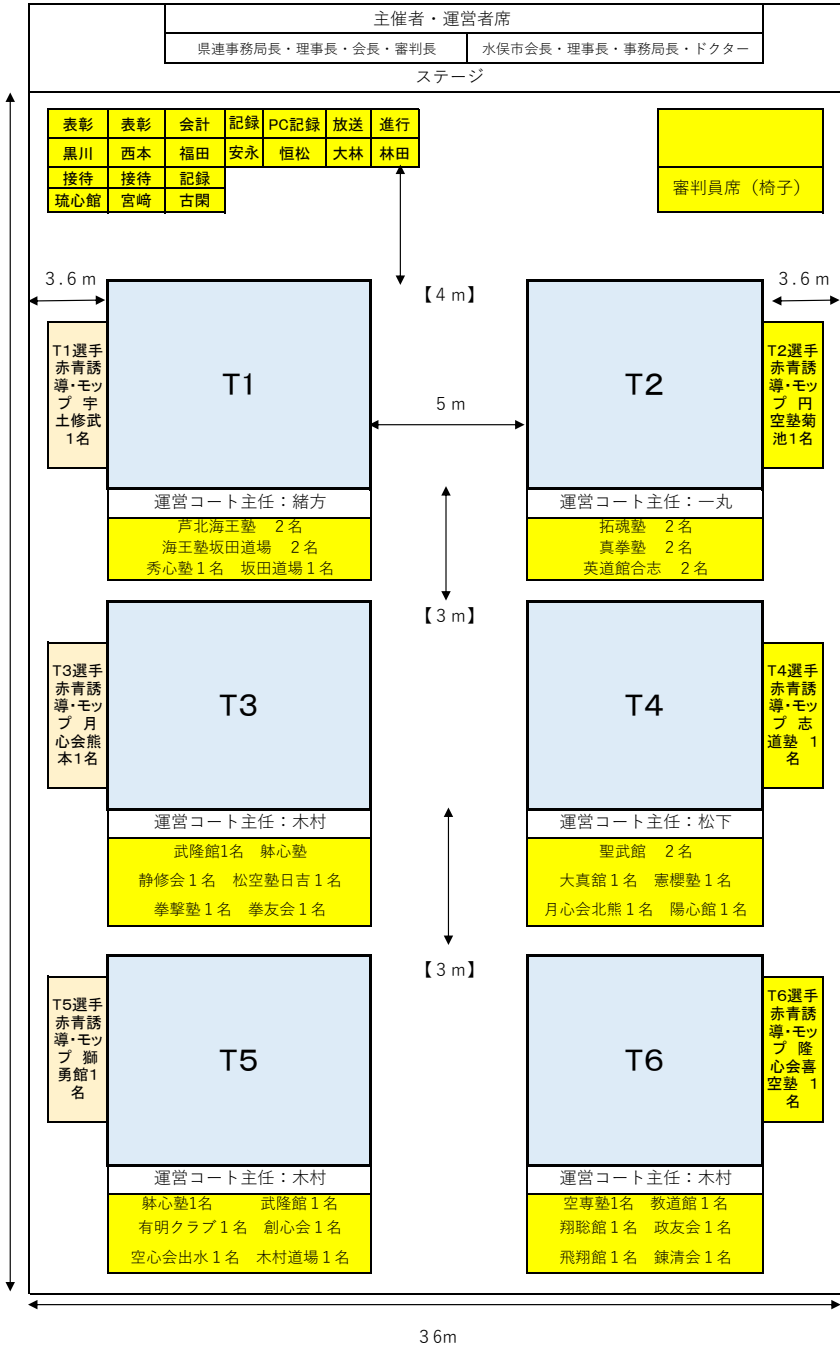 主催者・運営者席
県連事務局長・理事長・会長・審判長
水俣市会長・理事長・事務局長・ドクター
ステージ
表彰 表彰 会計 記録 PC記録 放送 進行
黒川 西本 福田 安永 恒松 大林 林田
接待 接待 記録
琉心館 宮﨑 古閑
審判員席（椅子）
3.6ｍ
【4ｍ】
3.6ｍ
T1選手
赤青誘
導・モッ
プ 宇
土修武
1名
T1
5ｍ
T2
T2選手
赤青誘
導・モッ
プ 円
空塾菊
池1名
運営コート主任：緒方
芦北海王塾 2名
海王塾坂田道場 2名
秀心塾1名 坂田道場1名
運営コート主任：一丸
拓魂塾 2名
真拳塾 2名
英道館合志 2名
【3ｍ】
T3選手
赤青誘
導・モッ
プ 月
心会熊
本1名
T3
T4
T4選手
赤青誘
導・モッ
プ 志
道塾 1
名
運営コート主任：木村
武隆館1名 躰心塾
静修会1名 松空塾日吉1名
拳撃塾1名 拳友会1名
運営コート主任：松下
聖武館 2名
大真舘1名 憲櫻塾1名
月心会北熊1名 陽心館1名
【3ｍ】
T5選手
赤青誘
導・モッ
プ 獅
勇館1
名
T5
T6
T6選手
赤青誘
導・モッ
プ 隆
心会喜
空塾 1
名
運営コート主任：木村
躰心塾1名 武隆館1名
有明クラブ1名 創心会1名
空心会出水1名 木村道場1名
運営コート主任：木村
空専塾1名 教道館1名
翔聡館1名 政友会1名
飛翔館1名 錬清会1名
36m